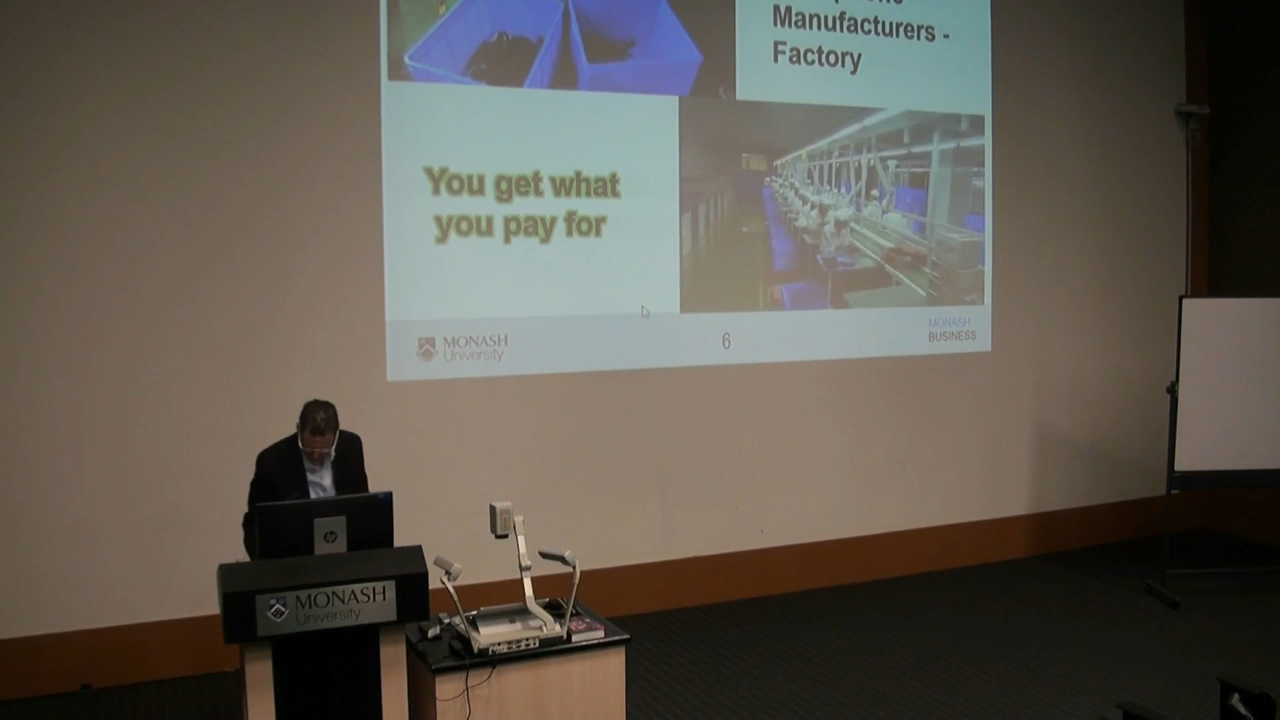 Manufacturers -
Factory
You get what
you pay for
MONASH
University
6
MONASH
BUSINESS
hp
MONASH
University